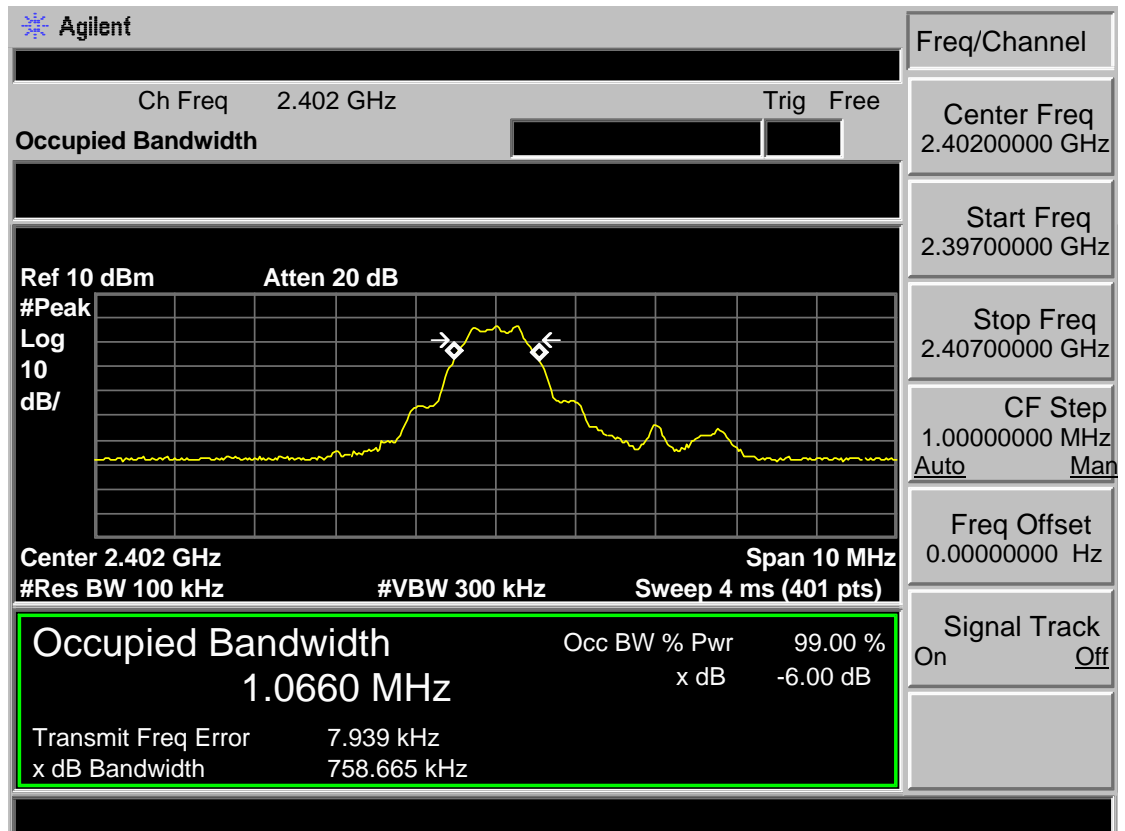 Agilent
Freq/Channel
Ch Freq 2.402 GHz Trig Free
Occupied Bandwidth
Center Freq
2.40200000 GHz
Start Freq
2.39700000 GHz
Stop Freq
2.40700000 GHz
CF Step
1.00000000 MHz
Auto Man
Freq Offset
0.00000000 Hz
Signal Track
On Off
Ref 10 dBm Atten 20 dB
#Peak
Log
10
dB/
Center 2.402 GHz Span 10 MHz
#Res BW 100 kHz #VBW 300 kHz Sweep 4 ms (401 pts)
Occupied Bandwidth Occ BW % Pwr 99.00 %
1.0660 MHz x dB -6.00 dB
Transmit Freq Error 7.939 kHz
x dB Bandwidth 758.665 kHz